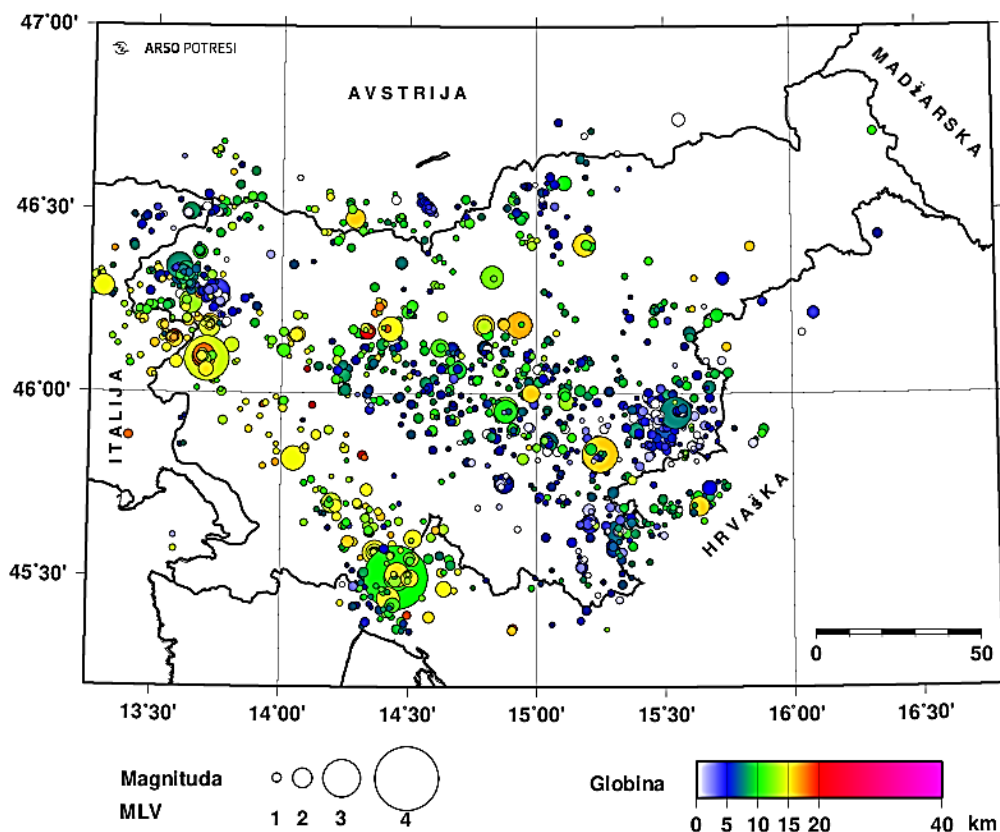 47°00'
ARSO POTRESI
AVSTRIJA
MADŽARSKA
46°30'
46°00'
ITALIJA
HRVAŠKA
45°30'
0 50
13°30' 14°00' 14°30' 15°00' 15°30' 16°00' 16°30'
Magnituda
MLV
1 2 3 4
Globina
0 5 10 15 20 40 km